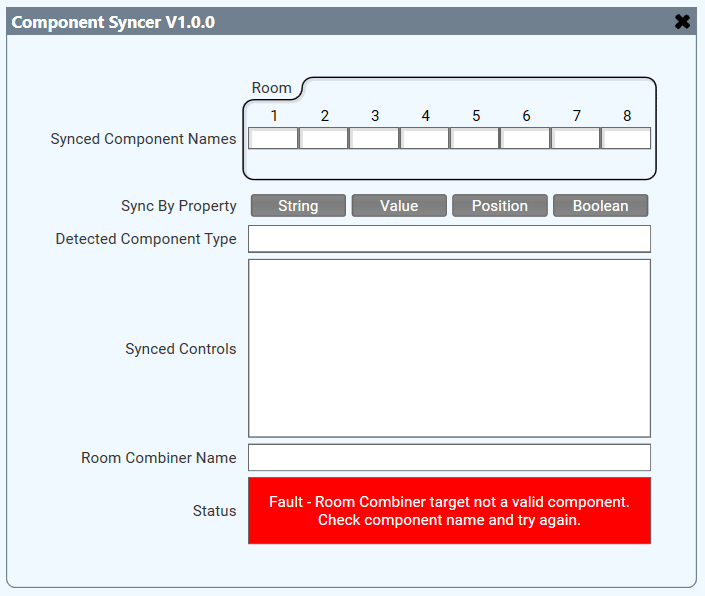 Component Syncer V1.0.0
Room
1 2 3 4 5 6 7 8
Synced Component Names
Sync By Property String Value Position Boolean
Detected Component Type
Synced Controls
Room Combiner Name
Status
Fault - Room Combiner target not a valid component.
Check component name and try again.